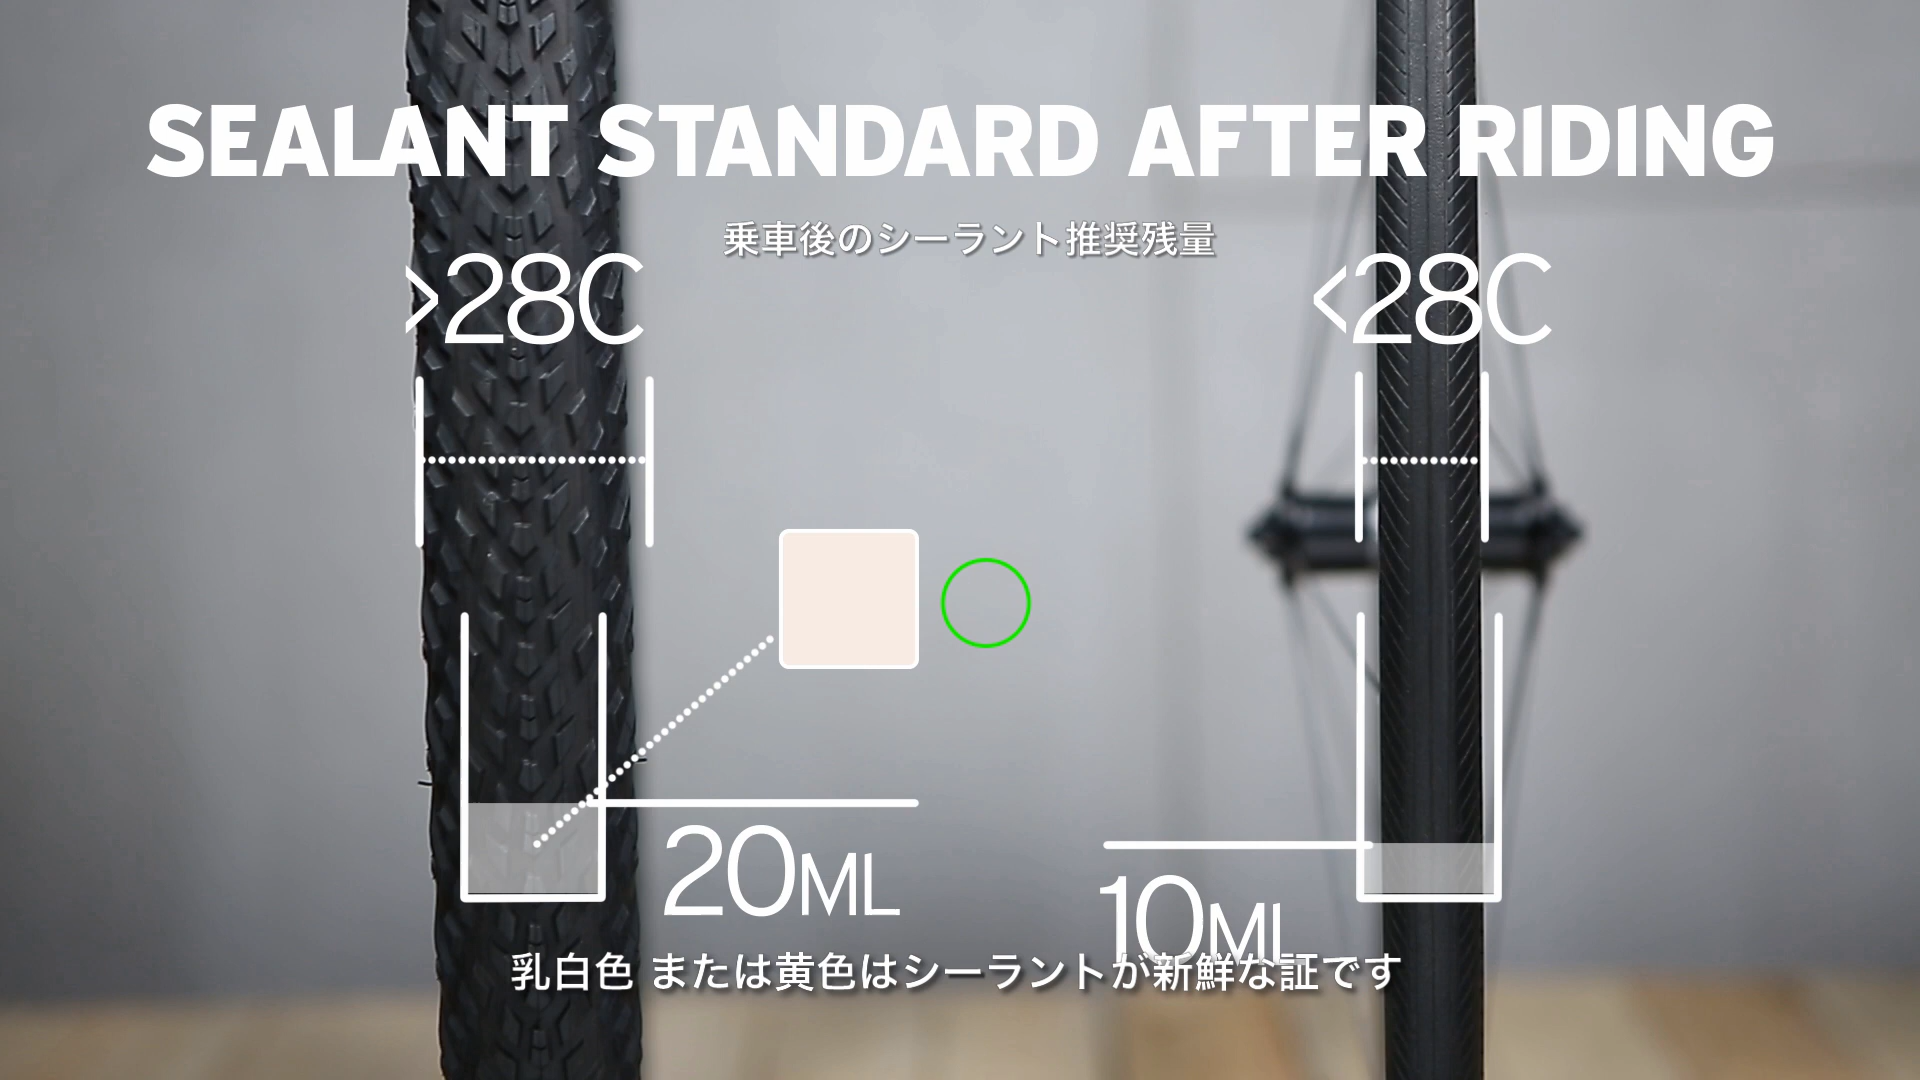 SEALANT STANDARD AFTER RIDING
乗車後のシーラント推奨残量
>28C
<28C
20ML
10ML
乳白色 または黄色はシーラントが新鮮な証です